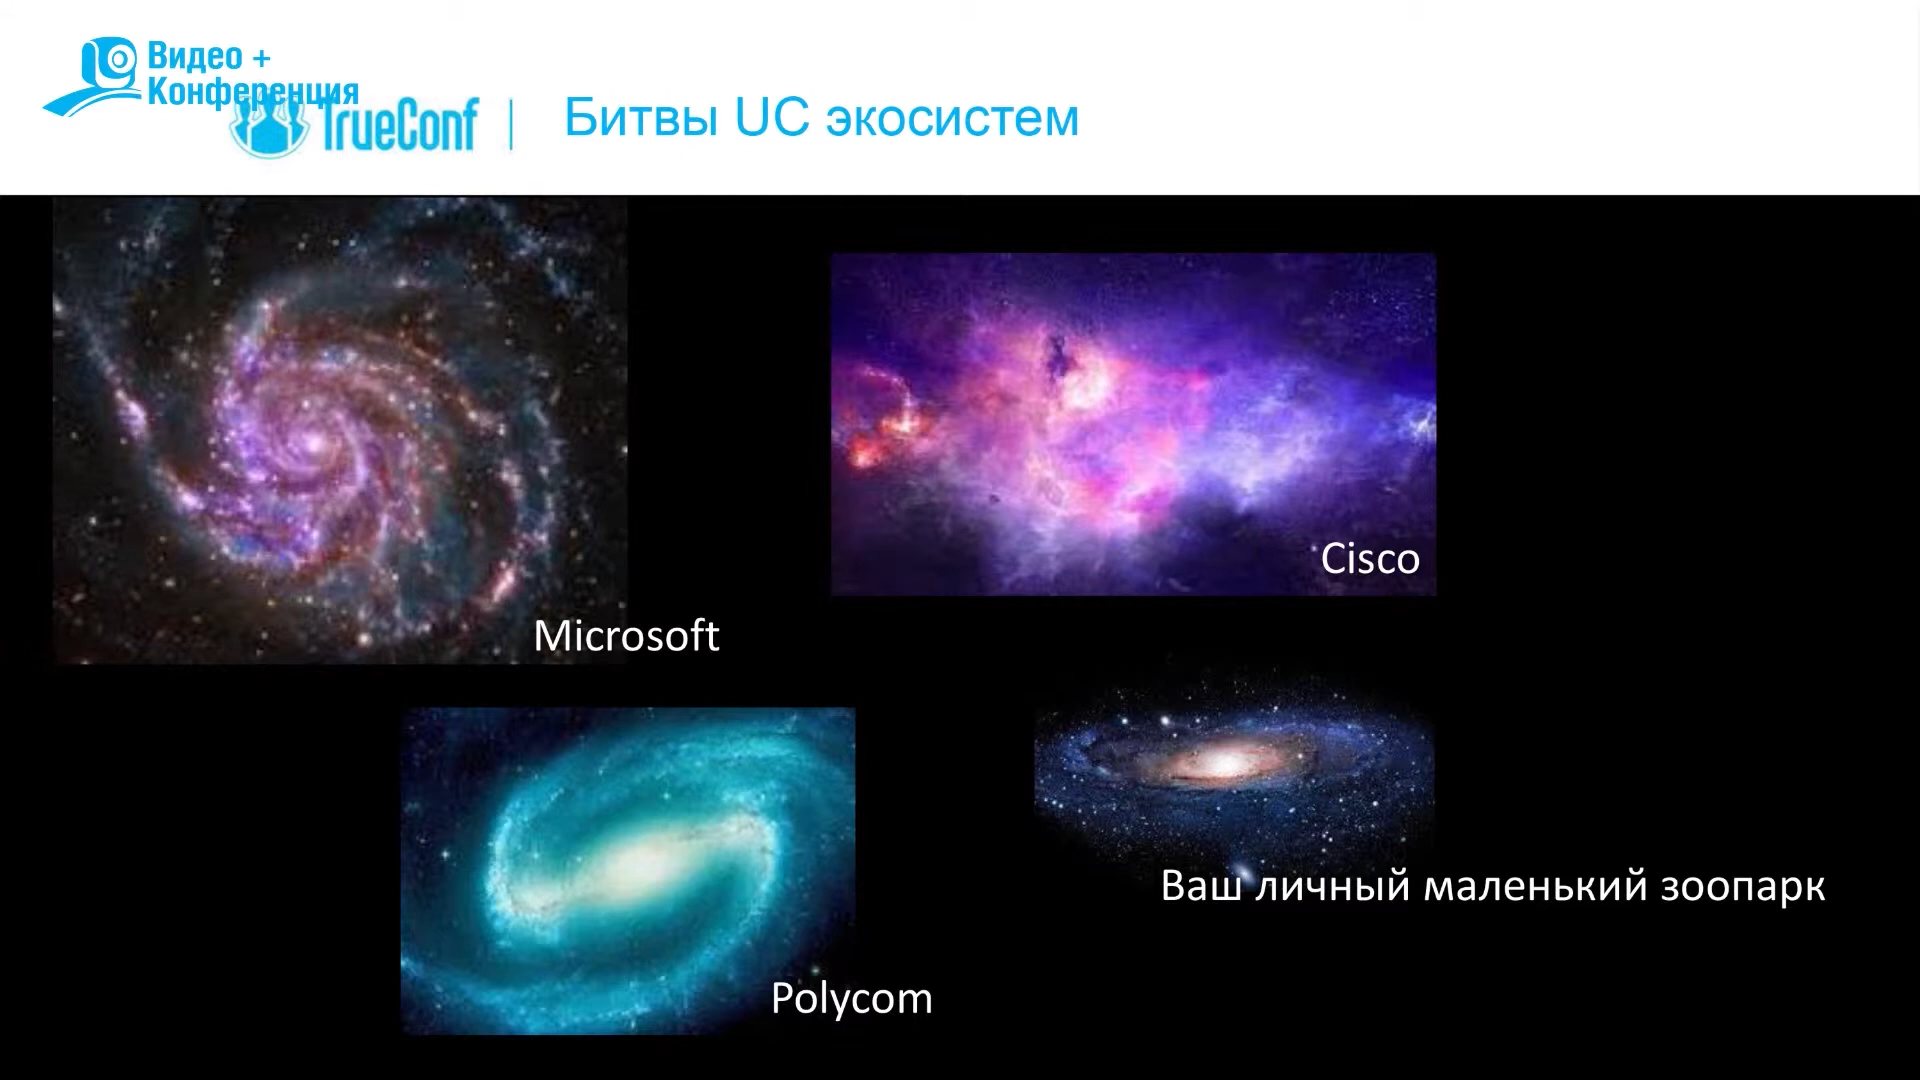 Видео +
Конференция
TrueConf
Битвы UC экосистем
Cisco
Microsoft
Ваш личный маленький зоопарк
Polycom